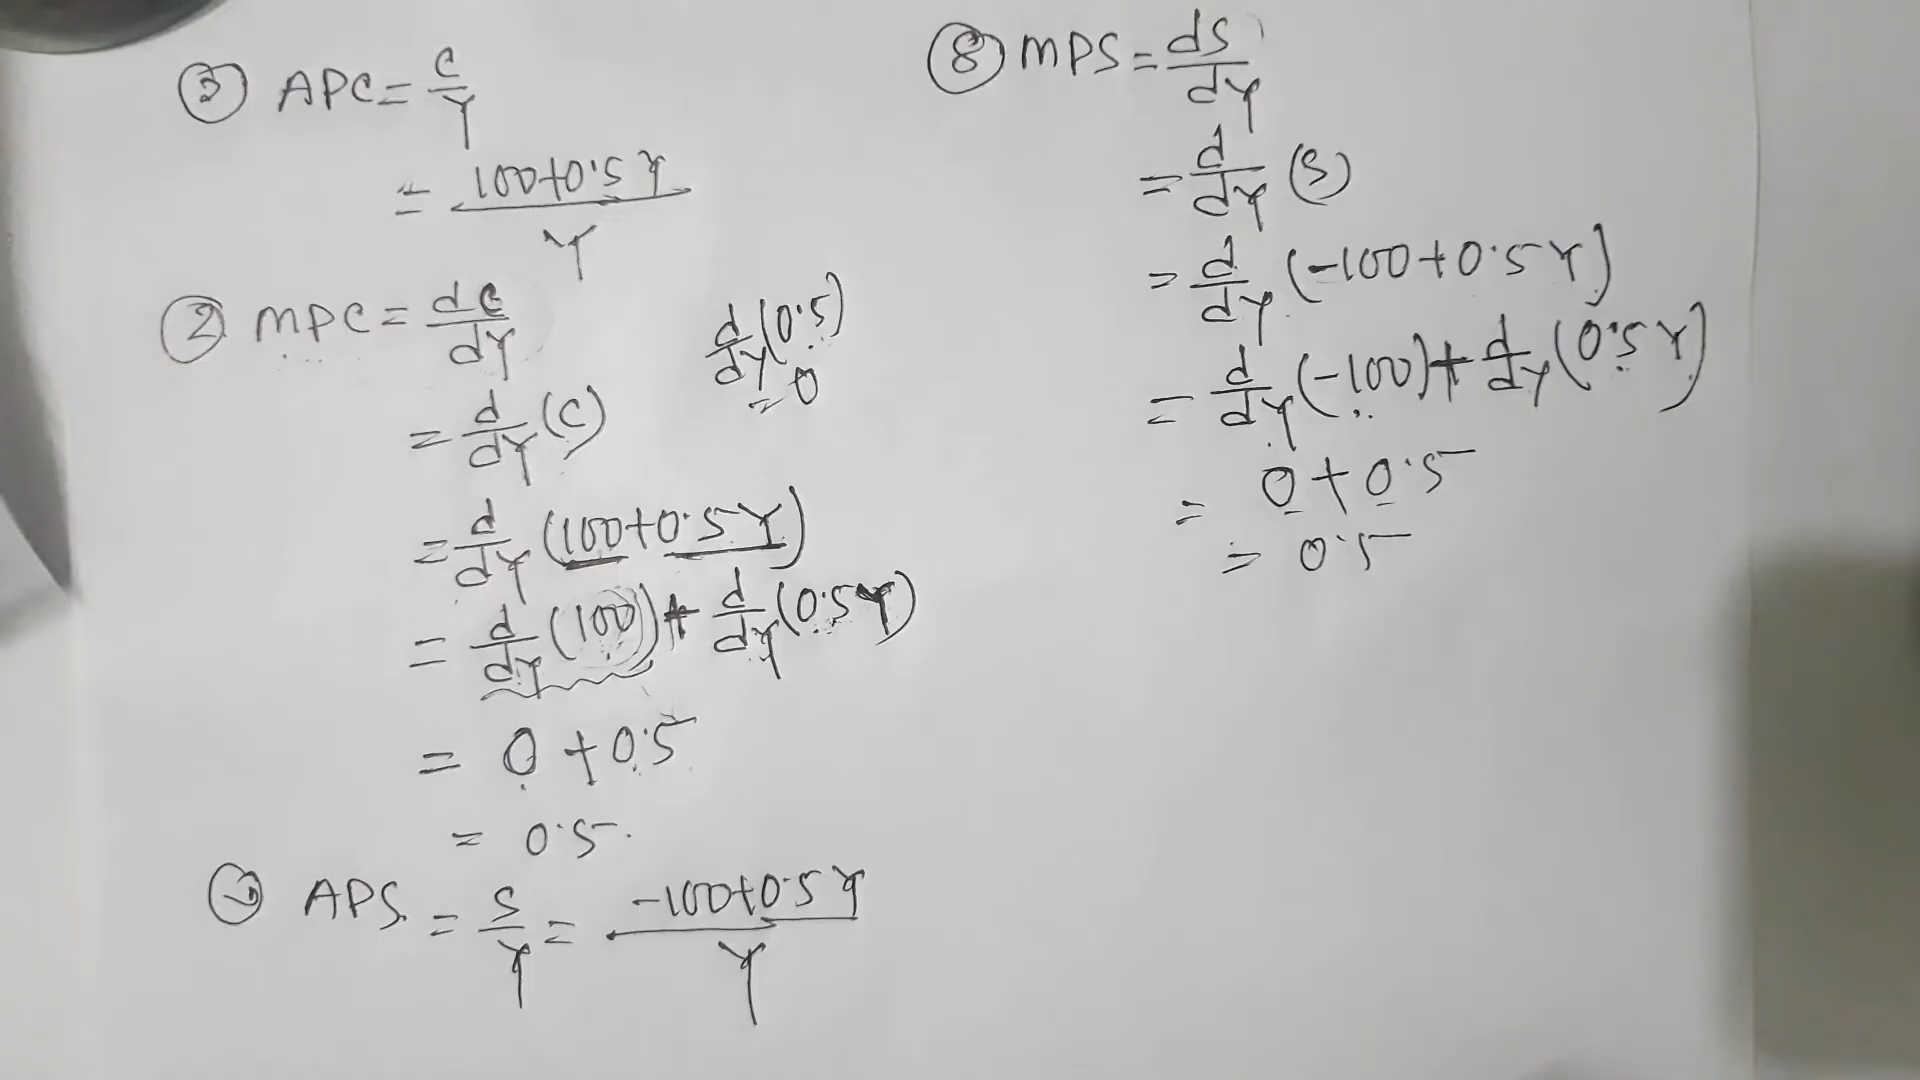 ③ APC = C/Y
= 100+0.5Y / Y
② MPC = dC/dY
= d/dY (C)
= d/dY (100+0.5Y)
= d/dY (100) + d/dY (0.5Y)
= 0 + 0.5
= 0.5.
d/dY (0.5)
= 0
APS. = S/Y = -100+0.5Y / Y
⑧ MPS = dS/dY
= d/dY (S)
= d/dY (-100+0.5Y)
= d/dY (-100) + d/dY (0.5Y)
= 0 + 0.5
= 0.5